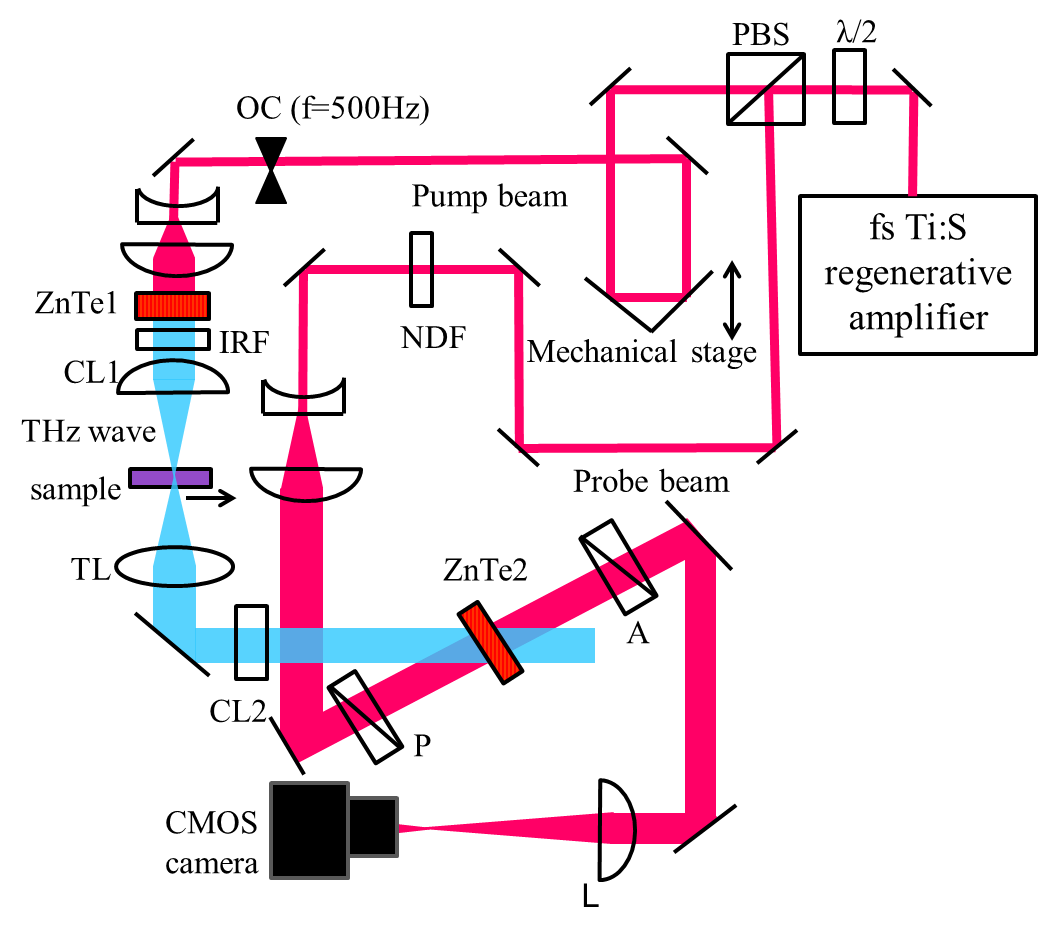 PBS
λ/2
OC (f=500Hz)
Pump beam
fs Ti:S
regenerative
amplifier
ZnTe1
IRF
NDF
Mechanical stage
CL1
THz wave
sample
Probe beam
TL
ZnTe2
A
CL2
P
CMOS
camera
L